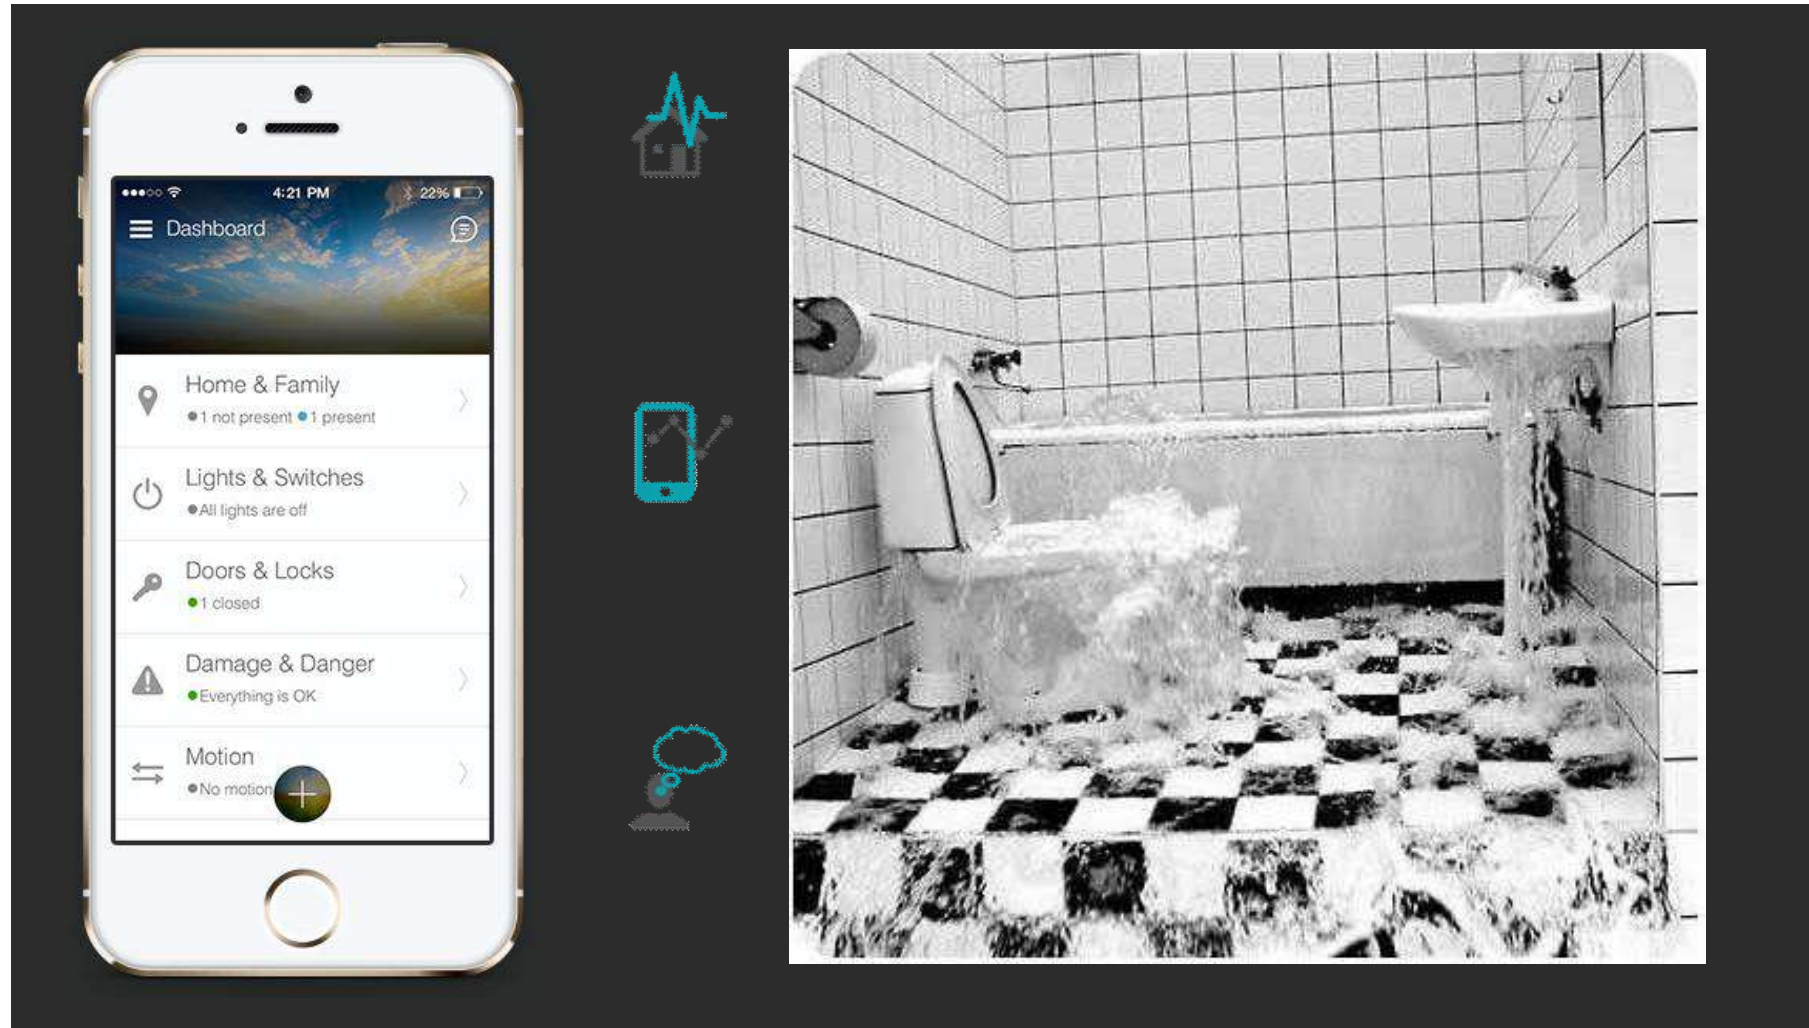 4:21 PM 22%
Dashboard
Home & Family
1 not present 1 present
Lights & Switches
All lights are off
Doors & Locks
1 closed
Damage & Danger
Everything is OK
Motion
No motion